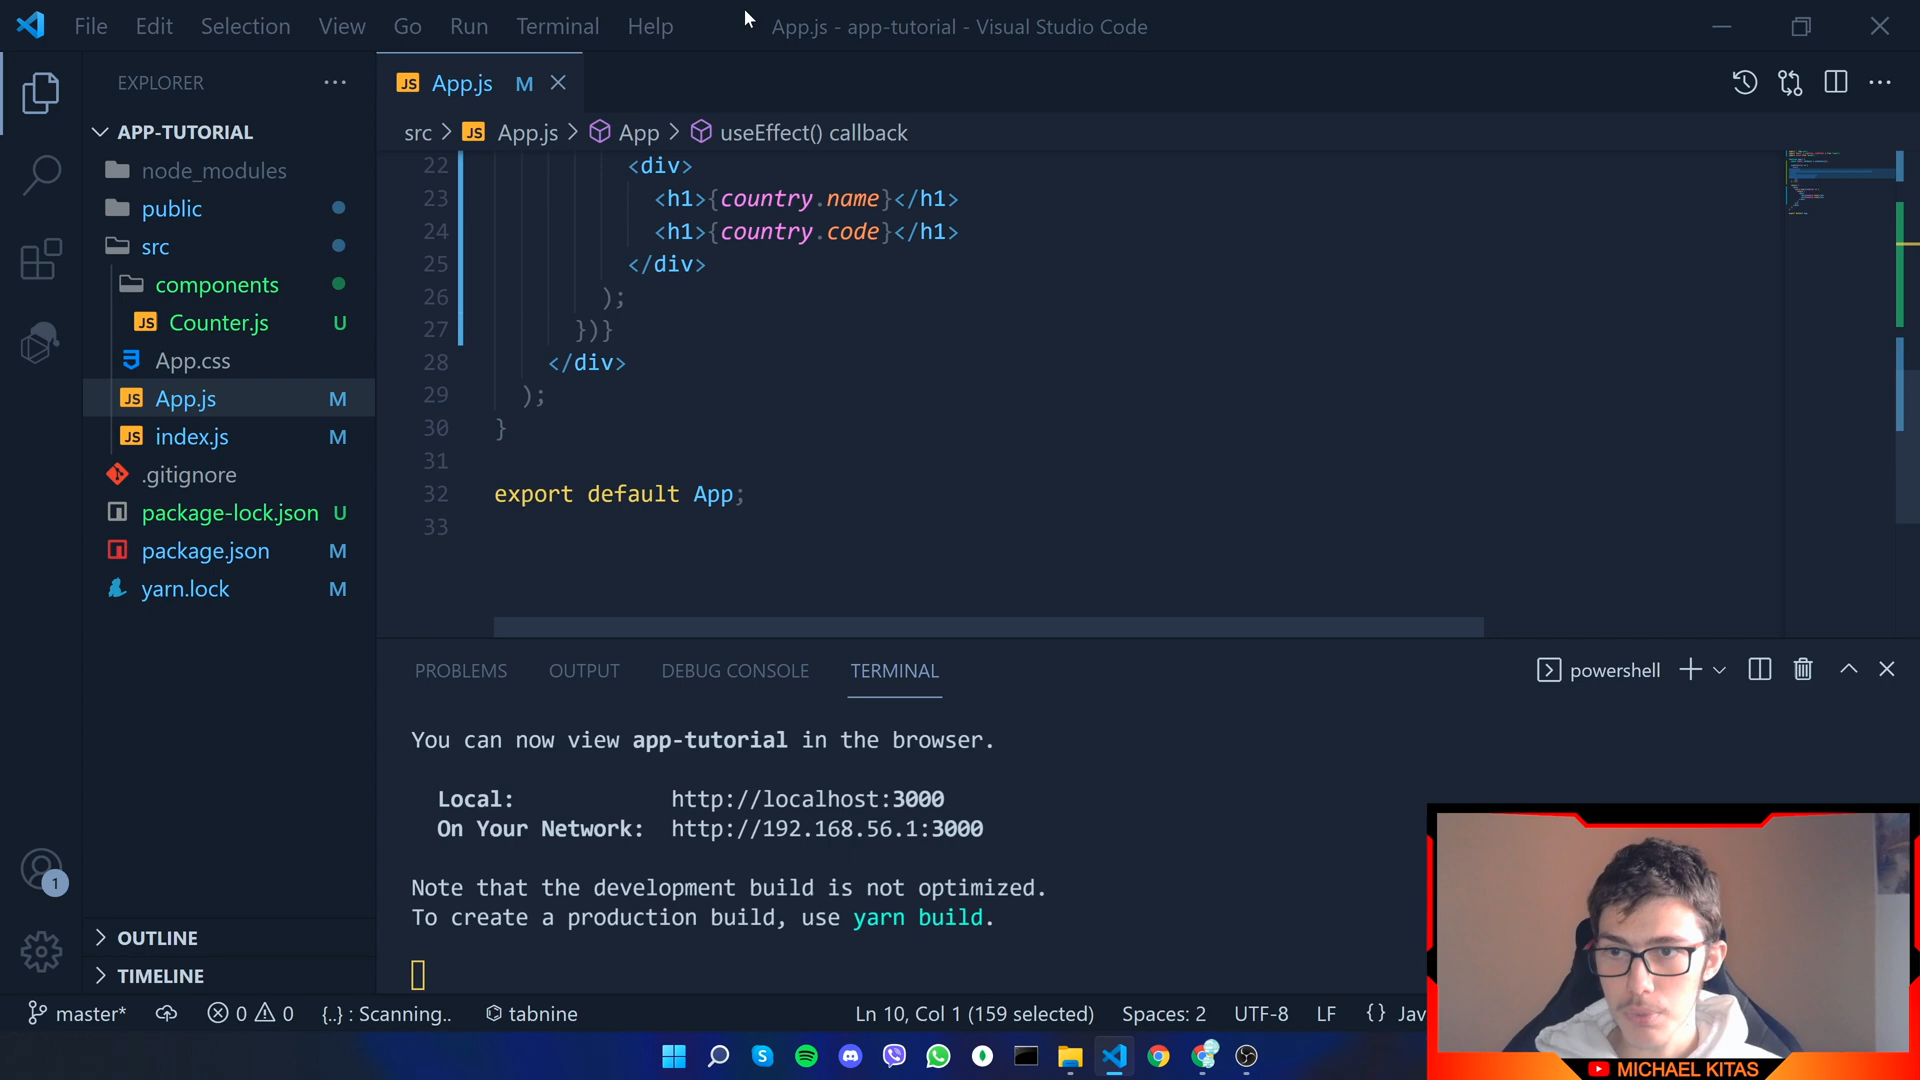 File Edit Selection View Go Run Terminal Help
App.js - app-tutorial - Visual Studio Code
EXPLORER
APP-TUTORIAL
node_modules
public
src
components
JS Counter.js U
App.css
JS App.js M
JS index.js M
.gitignore
package-lock.json U
package.json M
yarn.lock M
OUTLINE
TIMELINE
1
JS App.js M
src > JS App.js > App > useEffect() callback
22 <div>
23 <h1>{country.name}</h1>
24 <h1>{country.code}</h1>
25 </div>
26 );
27 })}
28 </div>
29 );
30 }
31
32 export default App;
33
PROBLEMS OUTPUT DEBUG CONSOLE TERMINAL
powershell
You can now view app-tutorial in the browser.
Local: http://localhost:3000
On Your Network: http://192.168.56.1:3000
Note that the development build is not optimized.
To create a production build, use yarn build.
master* 0 0 {..} : Scanning.. tabnine
Ln 10, Col 1 (159 selected) Spaces: 2 UTF-8 LF {} Jav
MICHAEL KITAS